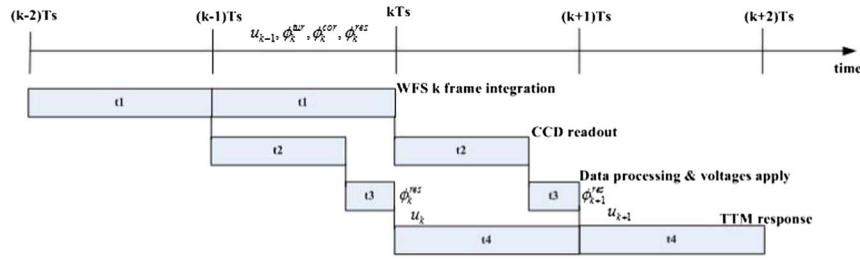 (k-2)Ts (k-1)Ts kTs (k+1)Ts (k+2)Ts
u_{k-1}, ϕ_k^{tur}, ϕ_k^{cor}, ϕ_k^{res}
time
t1 t1 WFS k frame integration
CCD readout
t2 t2
Data processing & voltages apply
t3 ϕ_k^{res} t3 ϕ_{k+1}^{res}
u_k u_{k+1} TTM response
t4 t4